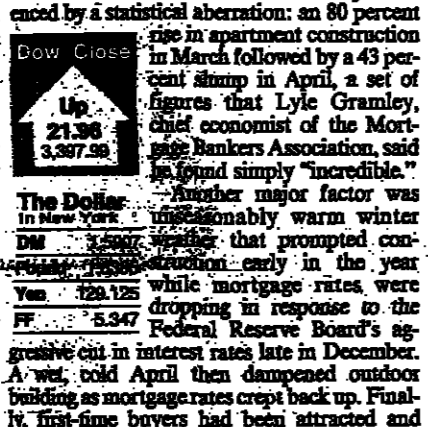 enced by a statistical aberration: an 80 percent
rise in apartment construction
in March followed by a 43 per-
cent slump in April, a set of
figures that Lyle Gramley,
chief economist of the Mort-
gage Bankers Association, said
he found simply "incredible."
Another major factor was
unseasonably warm winter
weather that prompted con-
struction early in the year
while mortgage rates were
dropping in response to the
Federal Reserve Board's ag-
gressive cut in interest rates late in December.
A wet, cold April then dampened outdoor
building as mortgage rates crept back up. Final-
ly, first-time buyers had been attracted and
Dow Close
Up
21.96
3,397.99
The Dollar
in New York
DM
Pound
Yen 129.125
FF 5.347